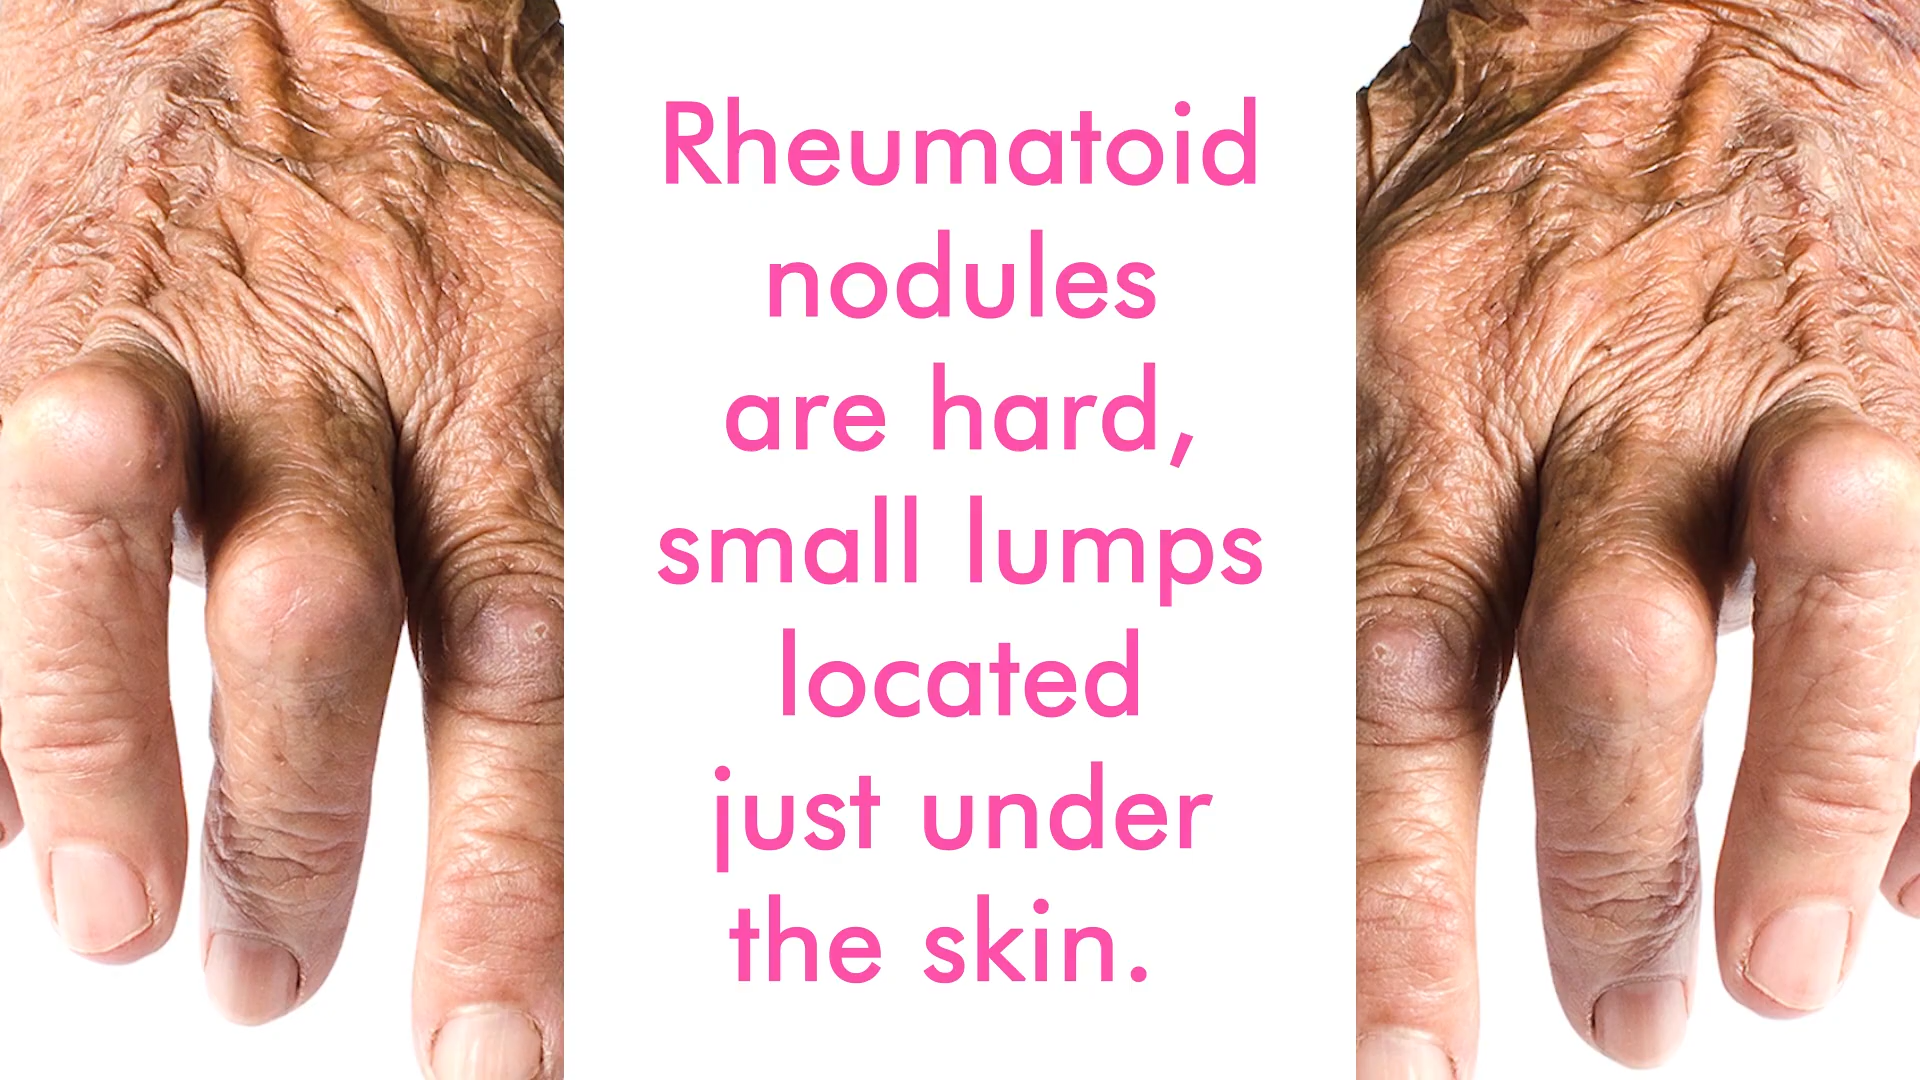 Rheumatoid
nodules
are hard,
small lumps
located
just under
the skin.